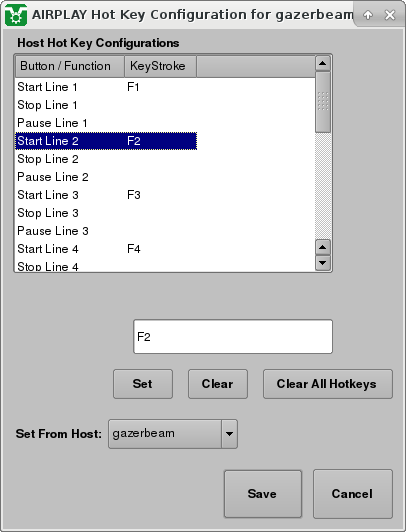 AIRPLAY Hot Key Configuration for gazerbeam
Host Hot Key Configurations
Button / Function KeyStroke
Start Line 1 F1
Stop Line 1
Pause Line 1
Start Line 2 F2
Stop Line 2
Pause Line 2
Start Line 3 F3
Stop Line 3
Pause Line 3
Start Line 4 F4
Stop Line 4
F2
Set Clear Clear All Hotkeys
Set From Host: gazerbeam
Save Cancel